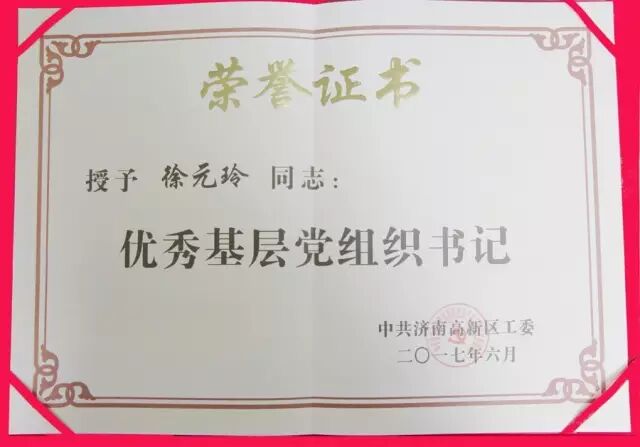 荣誉证书
授予 徐元玲 同志：
优秀基层党组织书记
中共济南高新区工委
二〇一七年六月